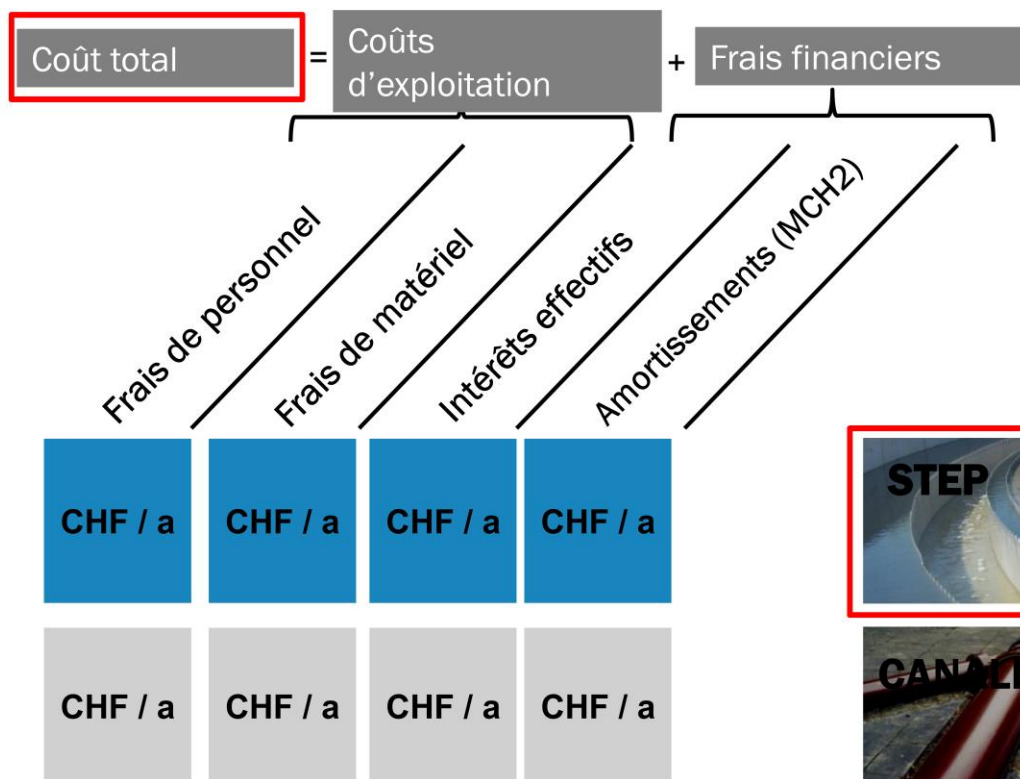 Coût total
=
Coûts
d'exploitation
+
Frais financiers
Frais de personnel
Frais de matériel
Intérêts effectifs
Amortissements (MCH2)
CHF / a
CHF / a
CHF / a
CHF / a
STEP
CHF / a
CHF / a
CHF / a
CHF / a